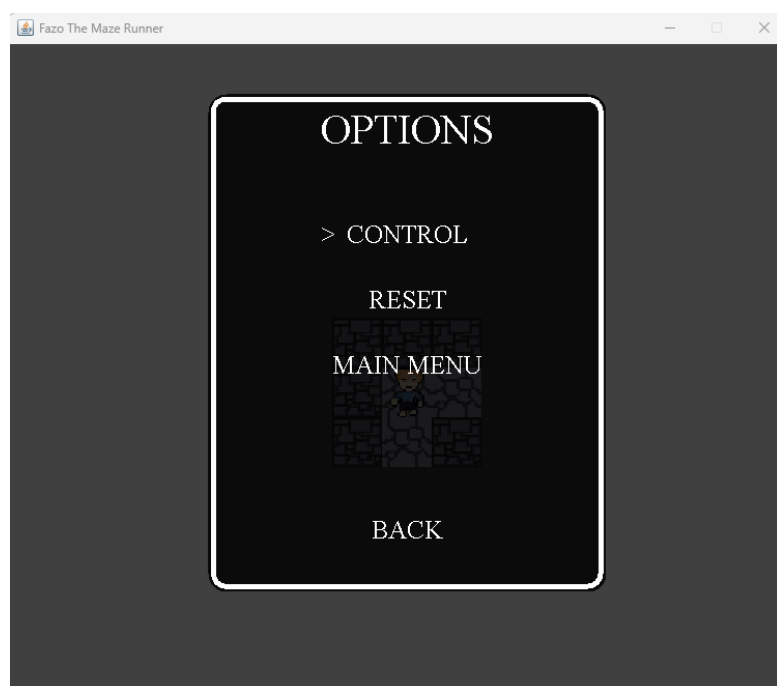 Fazo The Maze Runner
OPTIONS
> CONTROL
RESET
MAIN MENU
BACK